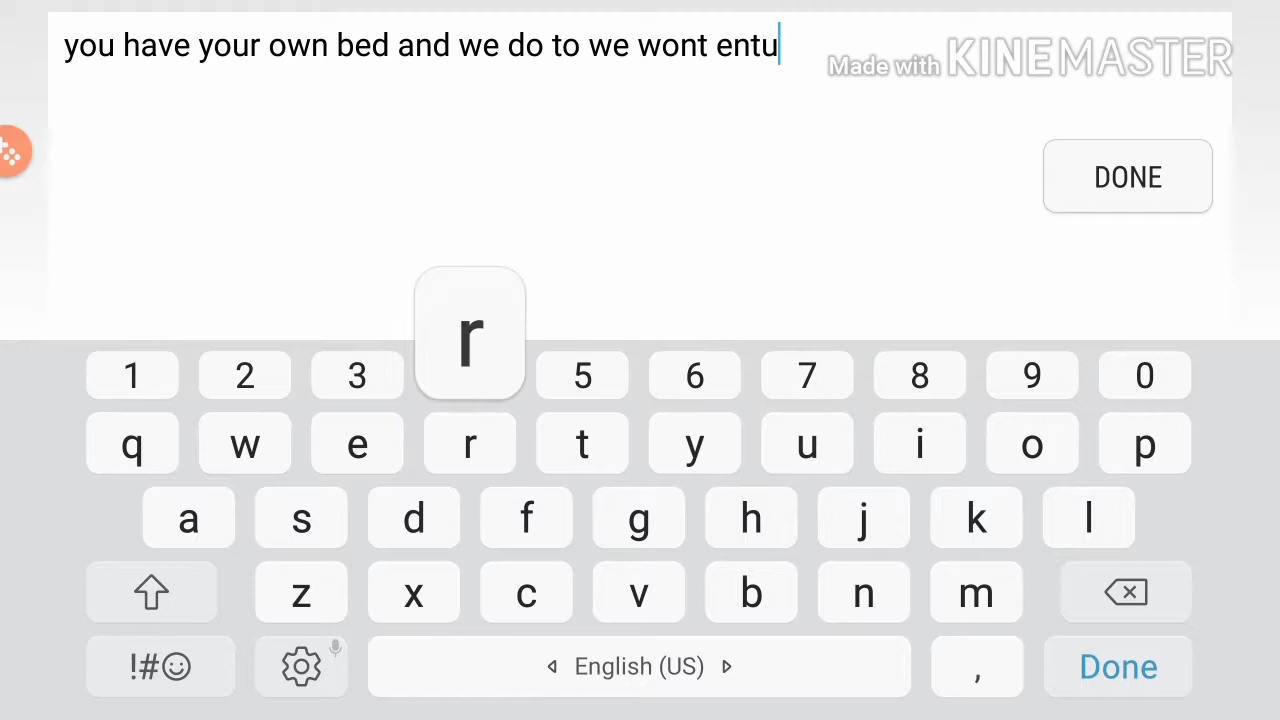 you have your own bed and we do to we wont entu
Made with KINEMASTER
DONE
r
1 2 3 5 6 7 8 9 0
q w e r t y u i o p
a s d f g h j k l
z x c v b n m
!#☺ English (US) , Done